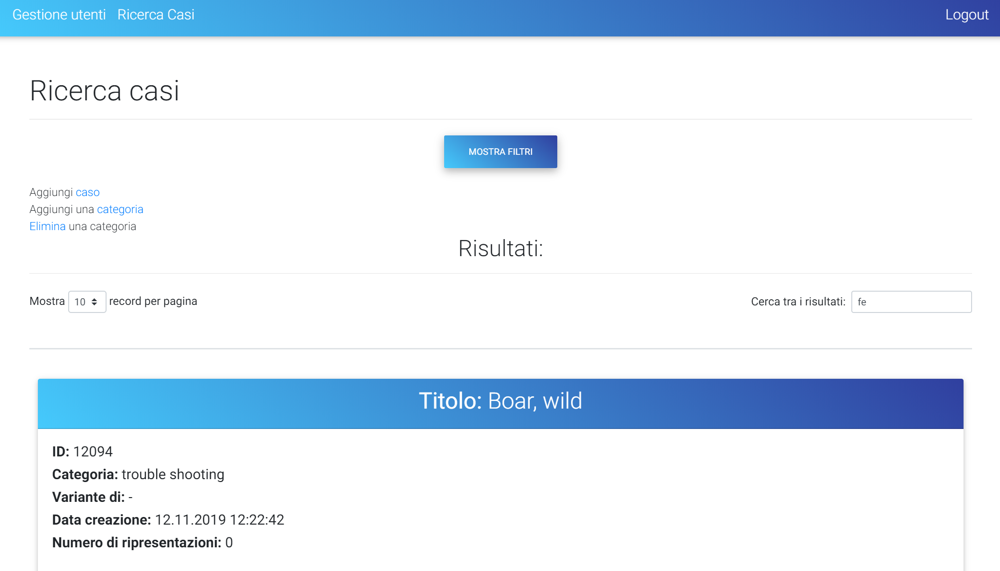 Gestione utenti Ricerca Casi Logout
Ricerca casi
MOSTRA FILTRI
Aggiungi caso
Aggiungi una categoria
Elimina una categoria
Risultati:
Mostra 10 record per pagina Cerca tra i risultati: fe
Titolo: Boar, wild
ID: 12094
Categoria: trouble shooting
Variante di: -
Data creazione: 12.11.2019 12:22:42
Numero di ripresentazioni: 0